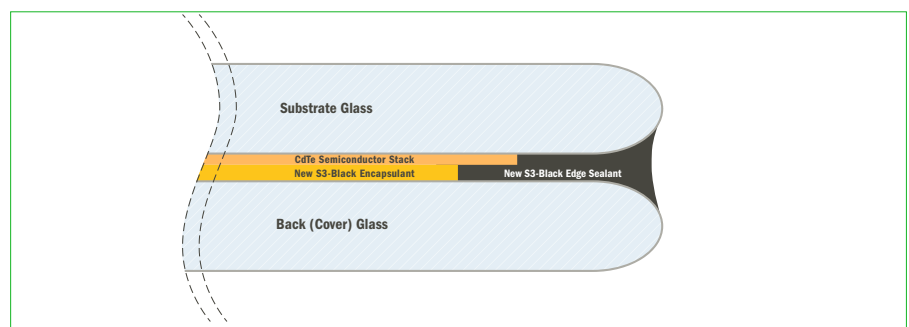 Substrate Glass
CdTe Semiconductor Stack
New S3-Black Encapsulant
New S3-Black Edge Sealant
Back (Cover) Glass